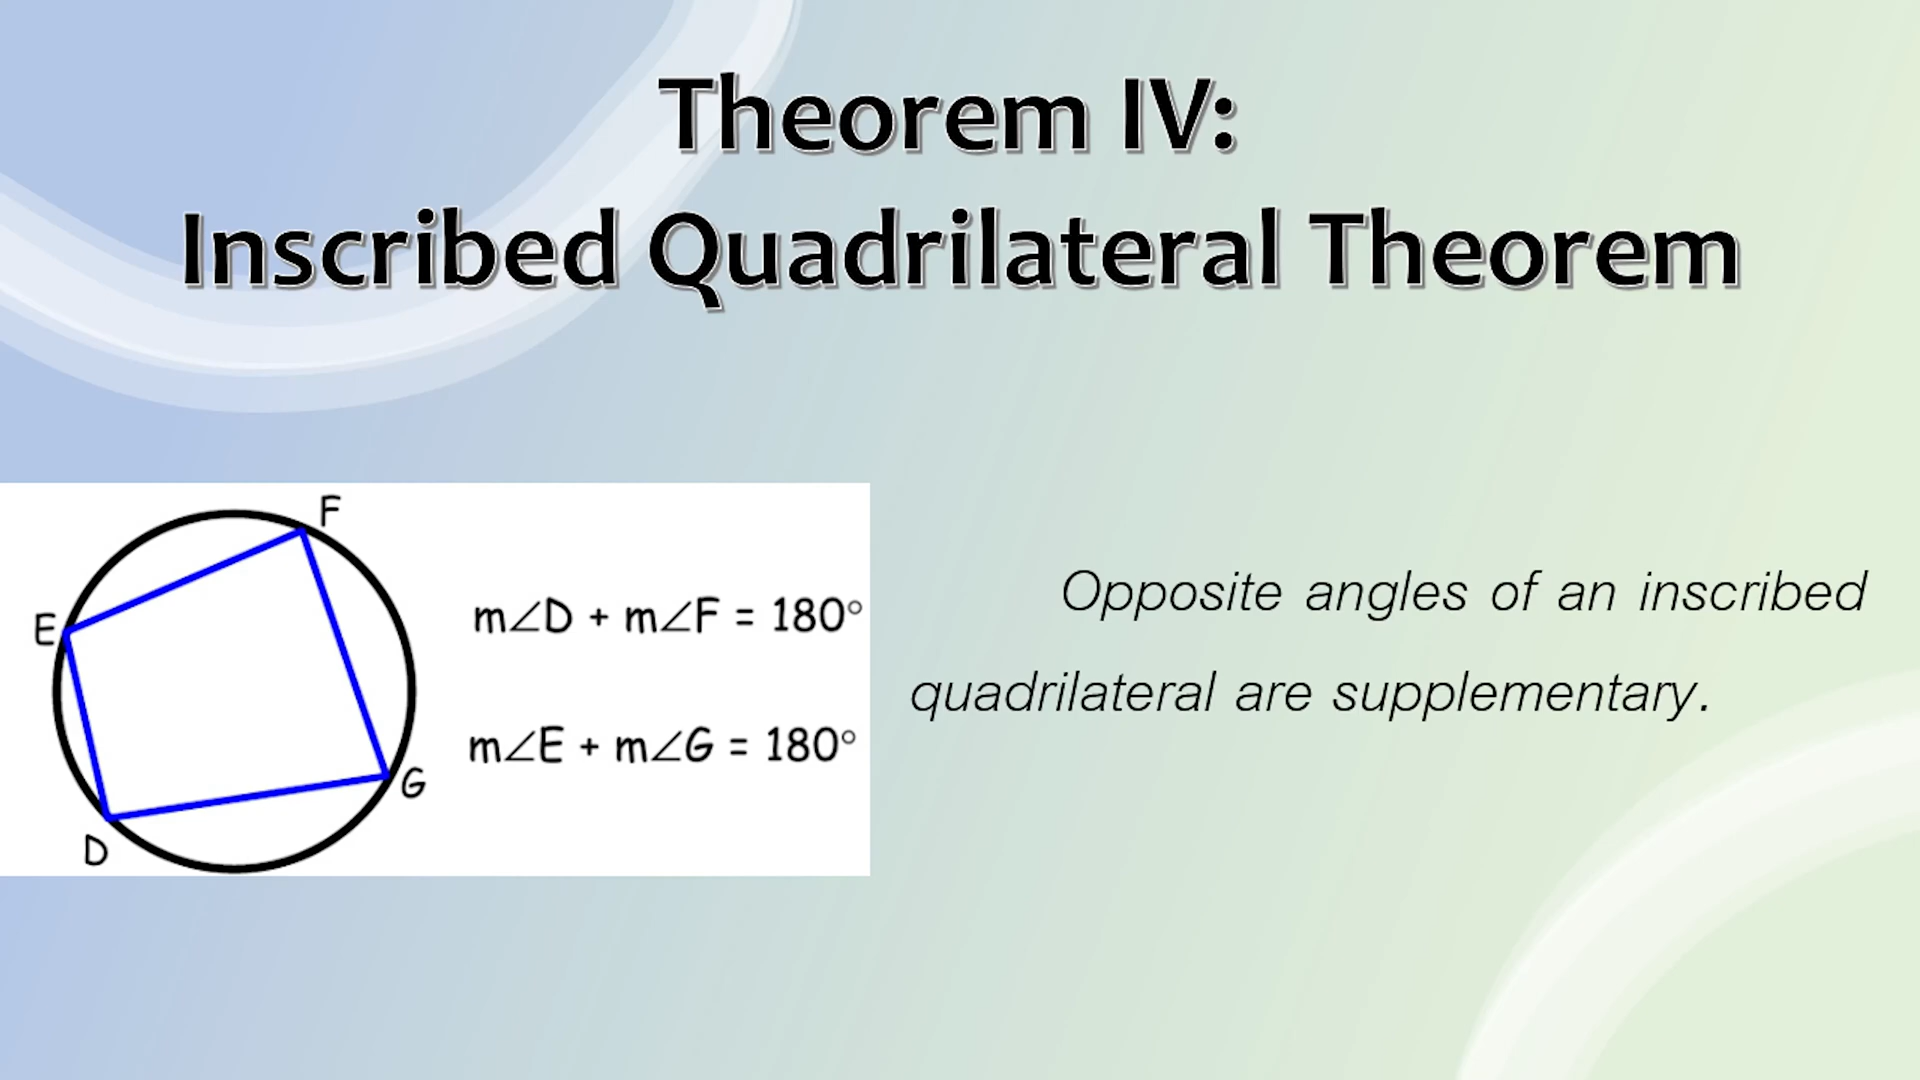 Theorem IV:
Inscribed Quadrilateral Theorem
F
E
G
D
m∠D + m∠F = 180°
m∠E + m∠G = 180°
Opposite angles of an inscribed
quadrilateral are supplementary.